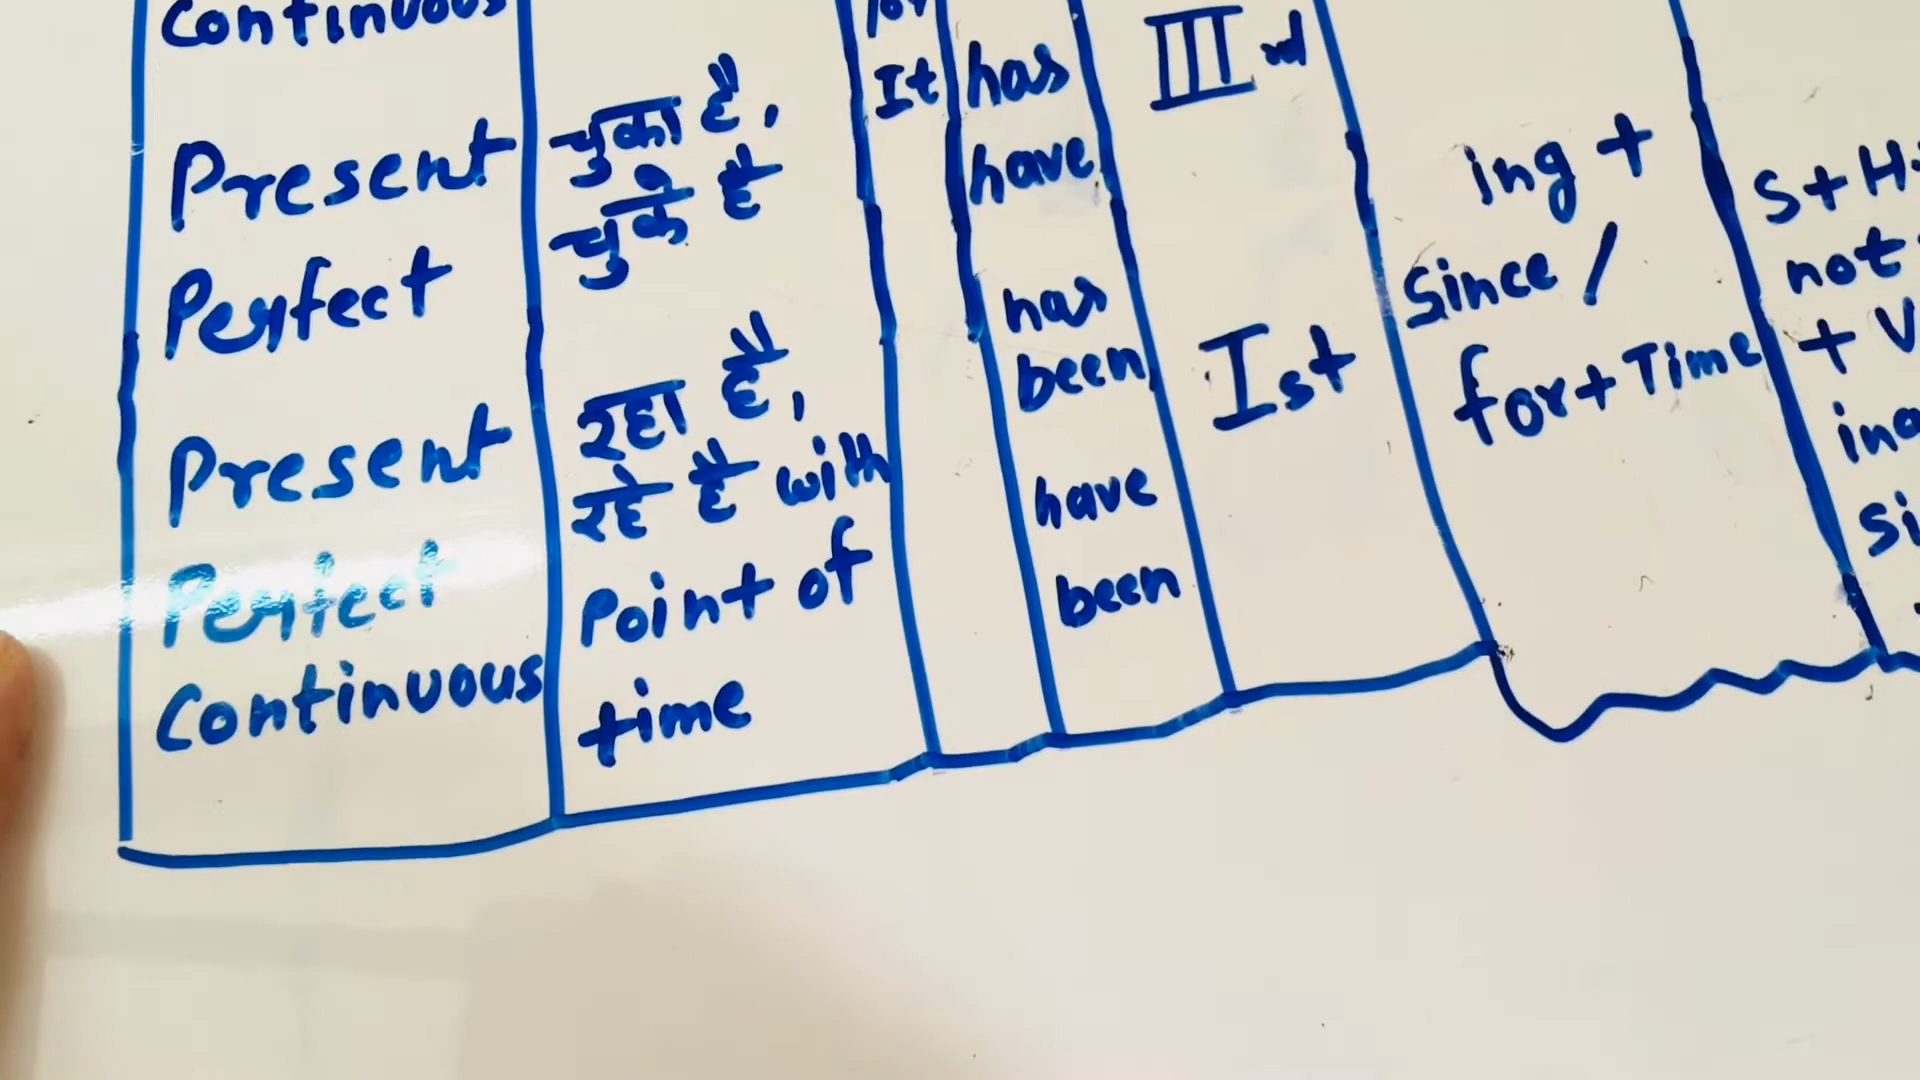 Continuous
for
It
Present
Perfect
चुका है,
चुके हैं
has
have
IIIrd
Present
Perfect
Continuous
रहा है,
रहे हैं with
Point of
time
has
been
have
been
Ist
ing +
Since /
for + Time
S + H
not
+ V